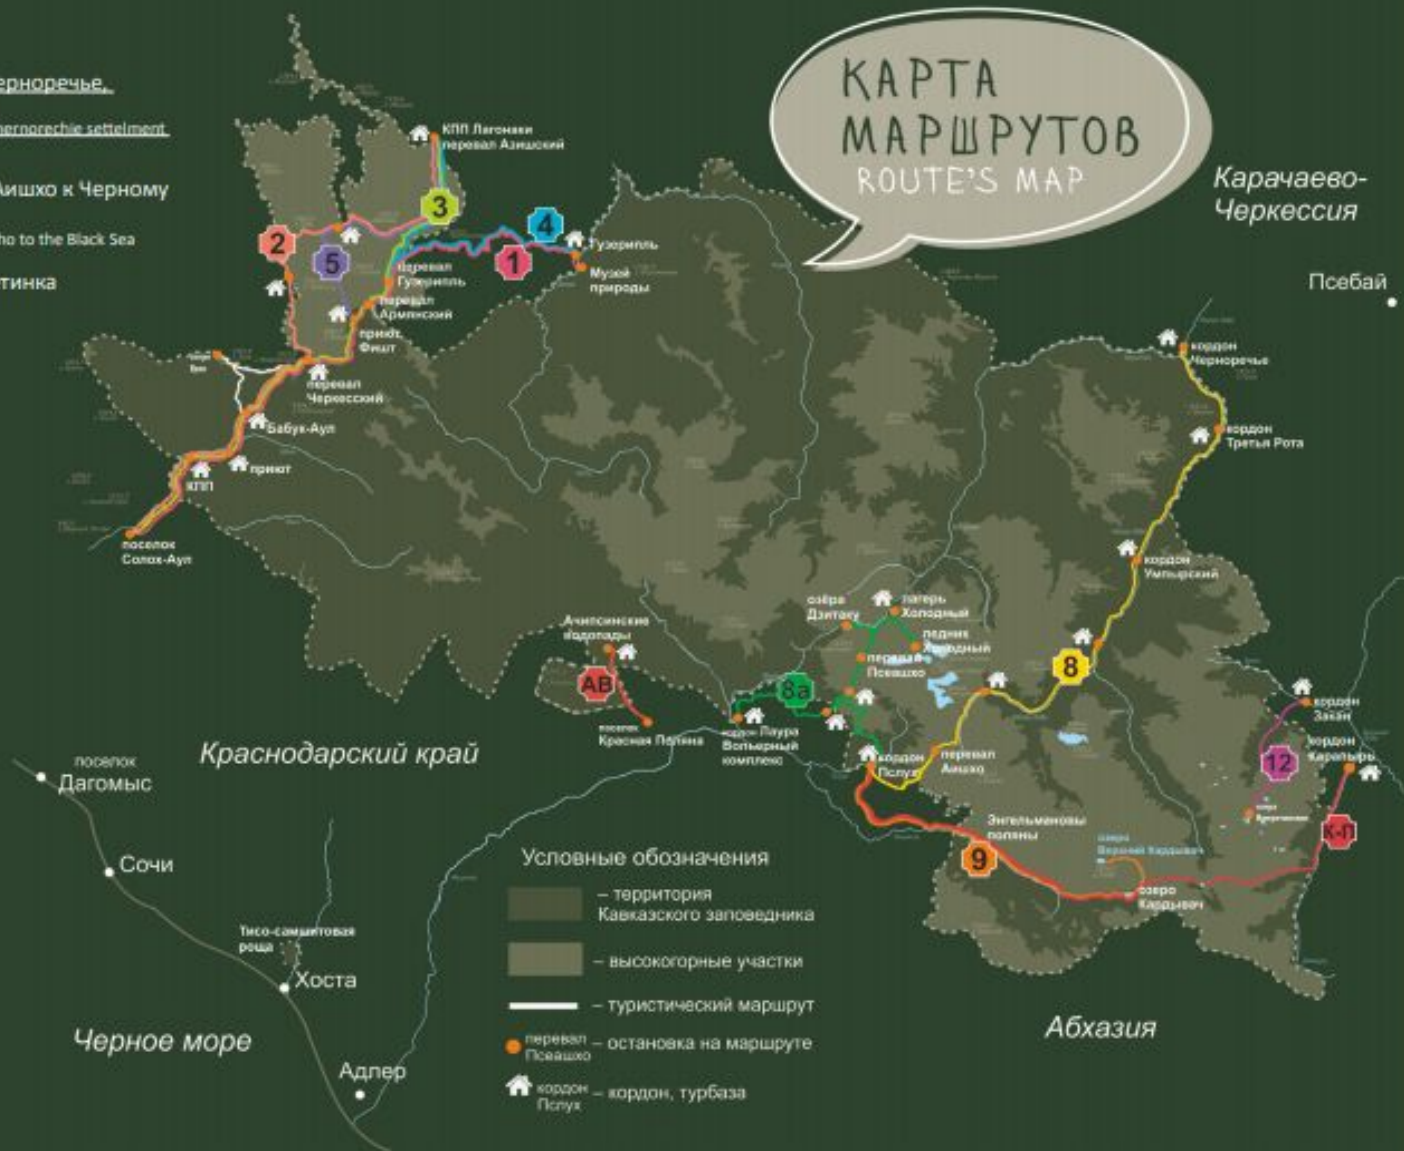 КАРТА
МАРШРУТОВ
ROUTE'S MAP
ерноречье,
hernorechie settelment
Аишхо к Черному
ho to the Black Sea
тинка
КПП Лагонаки
перевал Азишский
3
2
5
4
1
Гузерипль
Музей
природы
перевал
Гузерипль
перевал
Армянский
приют
Фишт
перевал
Черкесский
Бабук-Аул
приют
КПП
поселок
Солох-Аул
Карачаево-
Черкессия
Псебай
кордон
Черноречье
кордон
Третья Рота
кордон
Умпырский
озёра
Дзитаку
лагерь
Холодный
ледник
Холодный
перевал
Псеашхо
Ачипсинские
водопады
АВ
поселок
Красная Поляна
8а
кордон Лаура
Вольерный
комплекс
8
кордон
Пслух
перевал
Аишхо
кордон
Закан
12
кордон
Карапырь
К-П
Энгельмановы
поляны
9
озеро
Верхний Кардывач
озеро
Кардывач
Краснодарский край
поселок
Дагомыс
Сочи
Тисо-самшитовая
роща
Хоста
Черное море
Адлер
Абхазия
Условные обозначения
– территория
Кавказского заповедника
– высокогорные участки
– туристический маршрут
перевал
Псеашхо
– остановка на маршруте
кордон
Пслух
– кордон, турбаза